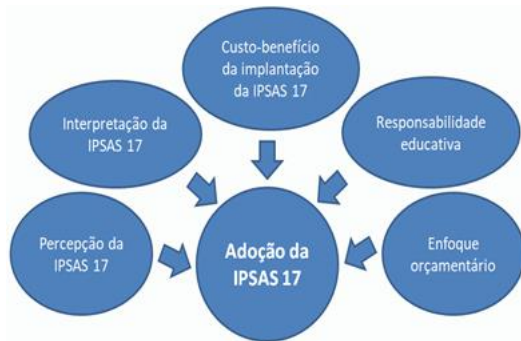 Custo-benefício
da implantação
da IPSAS 17
Interpretação da
IPSAS 17
Responsabilidade
educativa
Percepção da
IPSAS 17
Adoção da
IPSAS 17
Enfoque
orçamentário